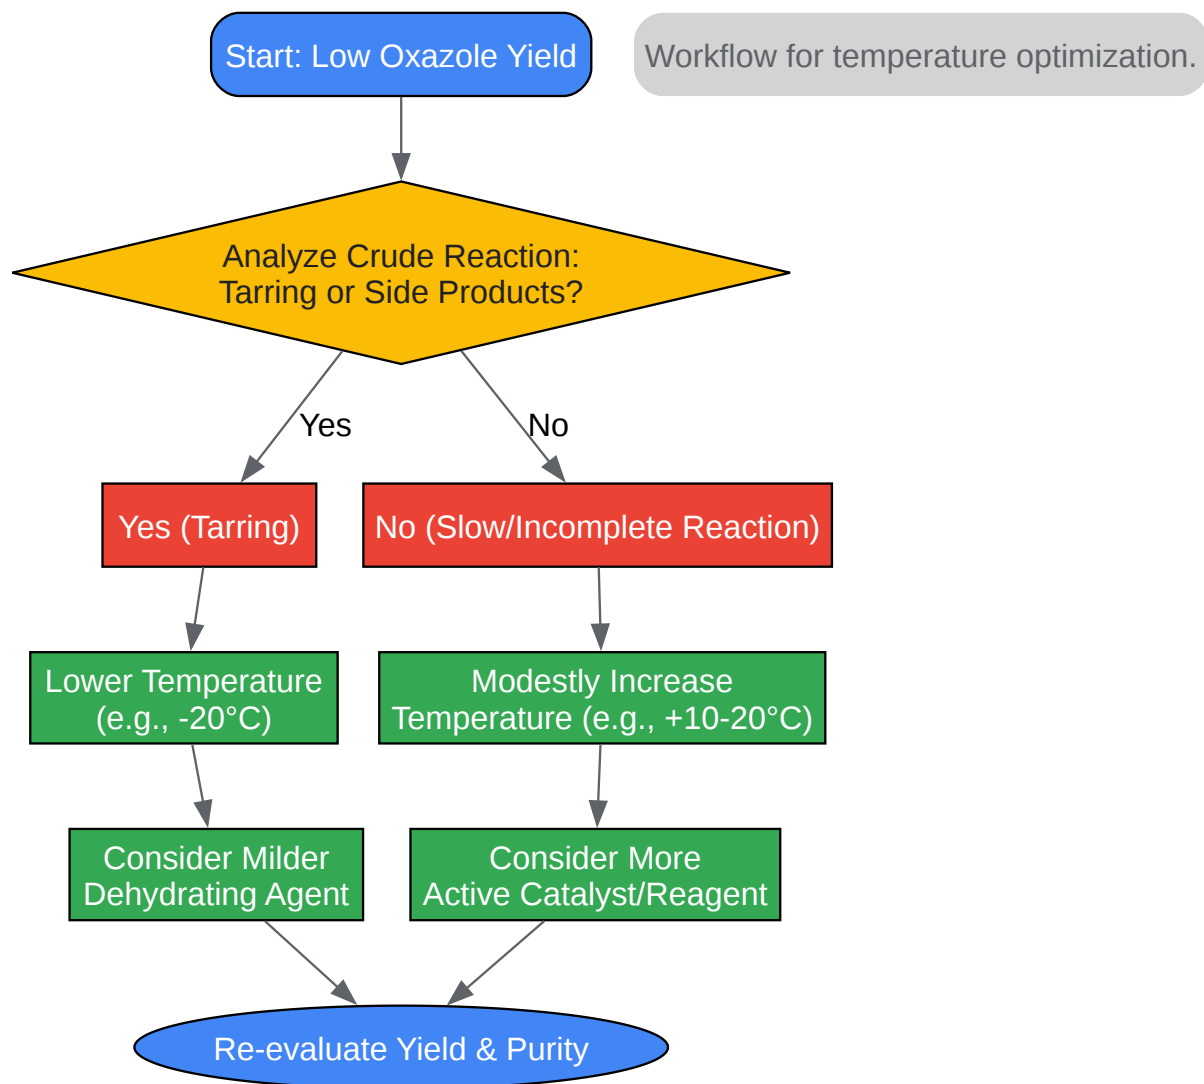 Start: Low Oxazole Yield
Workflow for temperature optimization.
Analyze Crude Reaction:
Tarring or Side Products?
Yes
No
Yes (Tarring)
No (Slow/Incomplete Reaction)
Lower Temperature
(e.g., -20°C)
Modestly Increase
Temperature (e.g., +10-20°C)
Consider Milder
Dehydrating Agent
Consider More
Active Catalyst/Reagent
Re-evaluate Yield & Purity